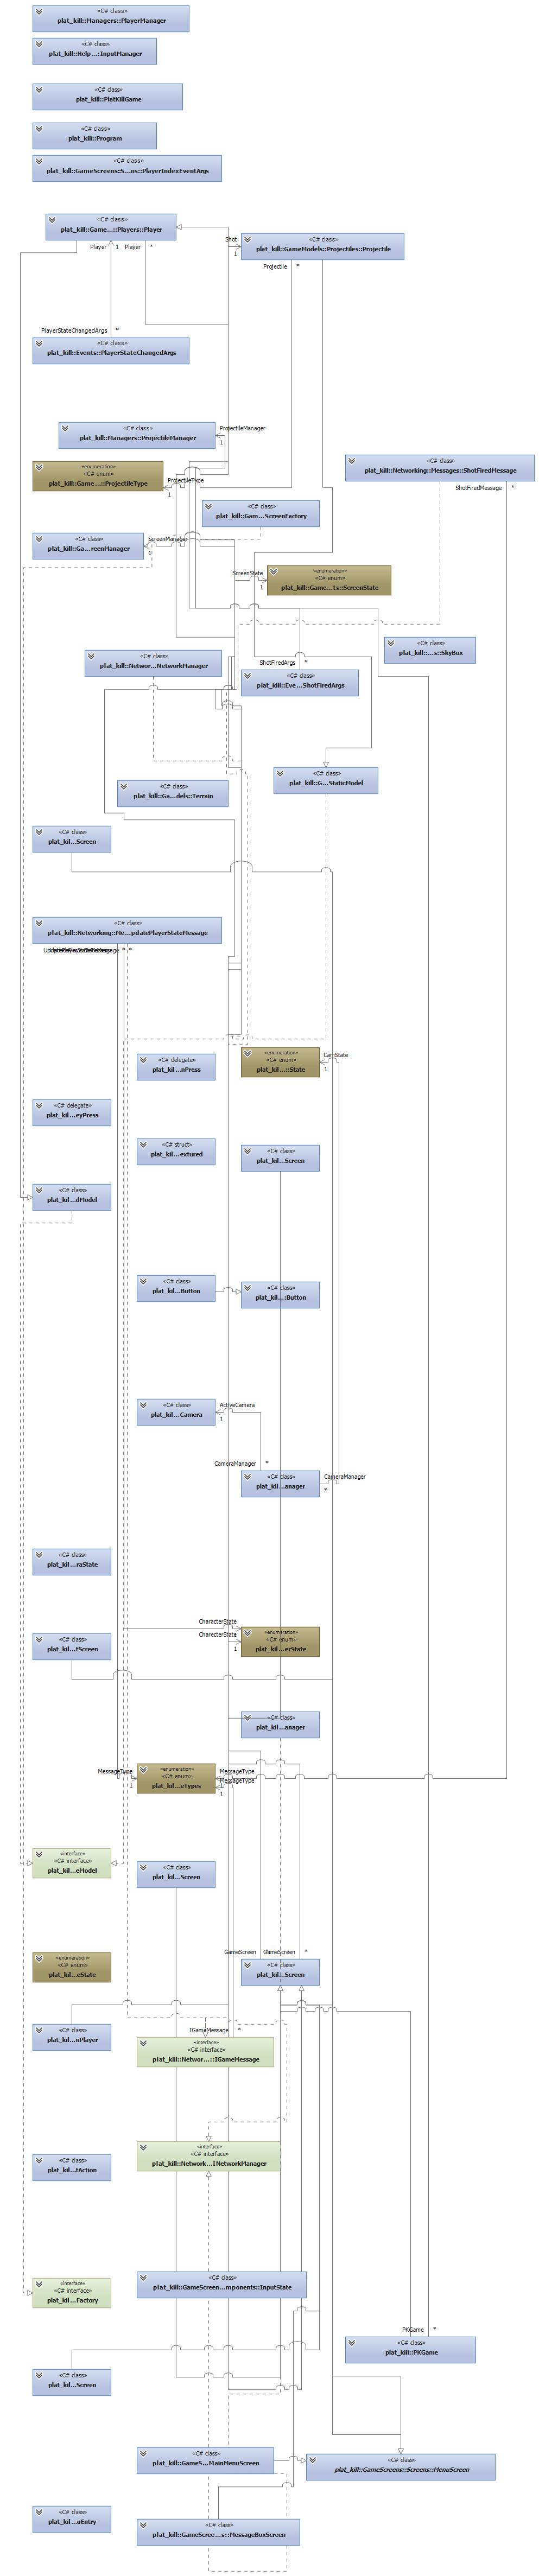 «C# class»
plat_kill::Managers::PlayerManager
«C# class»
plat_kill::Help...:InputManager
«C# class»
plat_kill::PlatKillGame
«C# class»
plat_kill::Program
«C# class»
plat_kill::GameScreens::S...ns::PlayerIndexEventArgs
«C# class»
plat_kill::Game...::Players::Player
Shot
1
«C# class»
plat_kill::GameModels::Projectiles::Projectile
Player 1 Player *
Projectile *
PlayerStateChangedArgs *
«C# class»
plat_kill::Events::PlayerStateChangedArgs
«C# class»
plat_kill::Managers::ProjectileManager
ProjectileManager
1
«enumeration»
«C# enum»
plat_kill::Game...::ProjectileType
ProjectileType
1
«C# class»
plat_kill::Networking::Messages::ShotFiredMessage
ShotFiredMessage *
«C# class»
plat_kill::Gam...ScreenFactory
«C# class»
plat_kill::Ga...reenManager
ScreenManager
1
ScreenState
1
«enumeration»
«C# enum»
plat_kill::Game...ts::ScreenState
«C# class»
plat_kill::...s::SkyBox
«C# class»
plat_kill::Networ...NetworkManager
ShotFiredArgs *
«C# class»
plat_kill::Eve...ShotFiredArgs
«C# class»
plat_kill::G...StaticModel
«C# class»
plat_kill::Ga...dels::Terrain
«C# class»
plat_kil...Screen
«C# class»
plat_kill::Networking::Me...pdatePlayerStateMessage
* *
«C# delegate»
plat_kil...nPress
«enumeration»
«C# enum»
plat_kil...::State
CamState
1
«C# delegate»
plat_kil...eyPress
«C# struct»
plat_kil...extured
«C# class»
plat_kil...Screen
«C# class»
plat_kil...dModel
«C# class»
plat_kil...Button
«C# class»
plat_kil...:Button
«C# class»
plat_kil...Camera
ActiveCamera
1
CameraManager *
«C# class»
plat_kil...anager
CameraManager
*
«C# class»
plat_kil...raState
CharacterState
CharecterState
1
«enumeration»
«C# enum»
plat_kil...erState
«C# class»
plat_kil...tScreen
«C# class»
plat_kil...anager
MessageType
1
«enumeration»
«C# enum»
plat_kil...eTypes
MessageType
1
MessageType
1
«interface»
«C# interface»
plat_kil...eModel
«C# class»
plat_kil...Screen
«enumeration»
«C# enum»
plat_kil...eState
GameScreen GameScreen *
«C# class»
plat_kil...Screen
«C# class»
plat_kil...nPlayer
IGameMessage *
«interface»
«C# interface»
plat_kill::Networ...::IGameMessage
«interface»
«C# interface»
plat_kill::Network...INetworkManager
«C# class»
plat_kil...tAction
«C# class»
plat_kill::GameScreen...mponents::InputState
«interface»
«C# interface»
plat_kil...Factory
PKGame *
«C# class»
plat_kill::PKGame
«C# class»
plat_kil...Screen
«C# class»
plat_kill::GameS...MainMenuScreen
«C# class»
plat_kill::GameScreens::Screens::MenuScreen
«C# class»
plat_kil...uEntry
«C# class»
plat_kill::GameScree...s::MessageBoxScreen